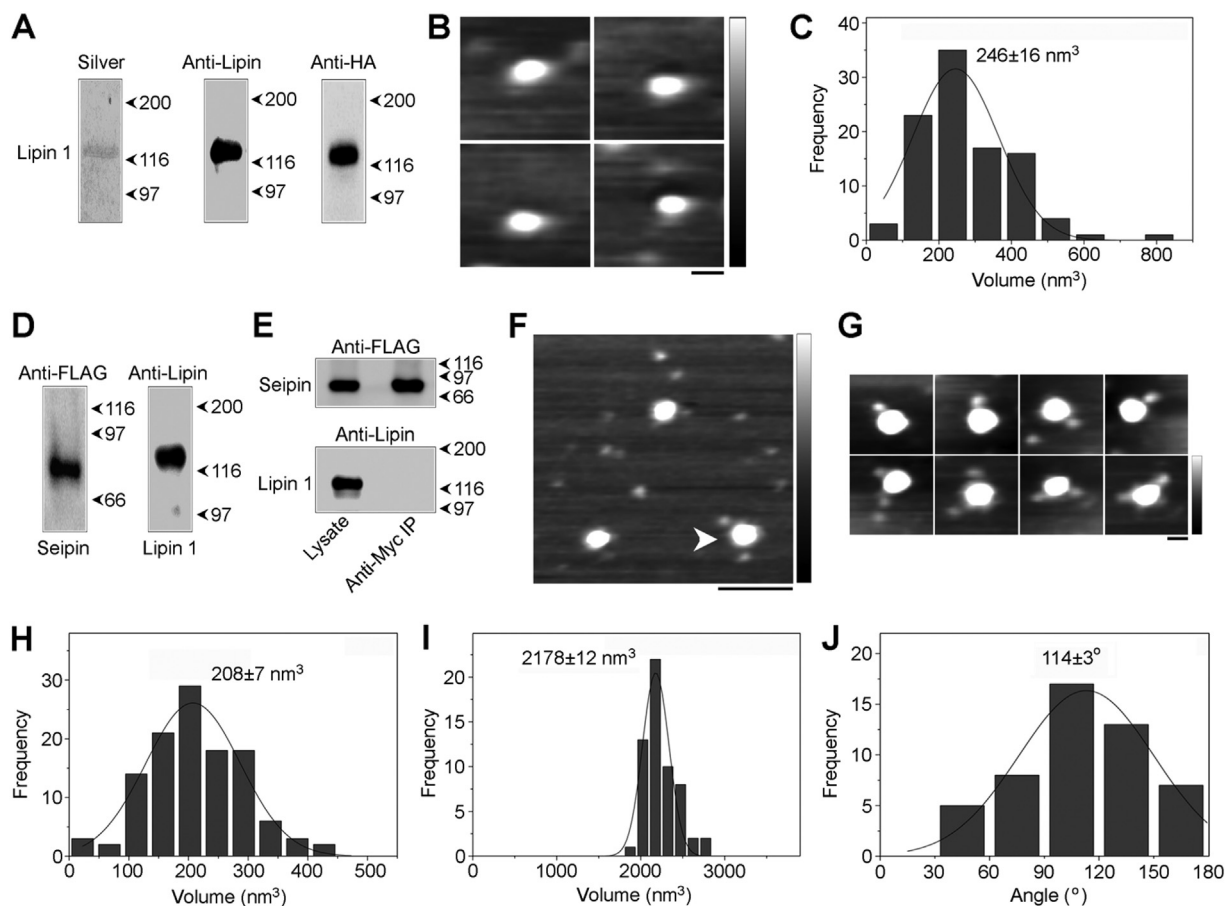 A
Silver
Anti-Lipin
Anti-HA
200
200
200
Lipin 1
116
116
116
97
97
97
B
C
246±16 nm³
Frequency
40
30
20
10
0
0
200
400
600
800
Volume (nm³)
D
Anti-FLAG
Anti-Lipin
116
97
66
200
116
97
Seipin
Lipin 1
E
Anti-FLAG
Seipin
116
97
66
Anti-Lipin
200
Lipin 1
116
97
Lysate
Anti-Myc IP
F
G
H
208±7 nm³
Frequency
30
20
10
0
0
100
200
300
400
500
Volume (nm³)
I
2178±12 nm³
Frequency
20
15
10
5
0
0
1000
2000
3000
Volume (nm³)
J
114±3°
Frequency
20
15
10
5
0
0
30
60
90
120
150
180
Angle (°)